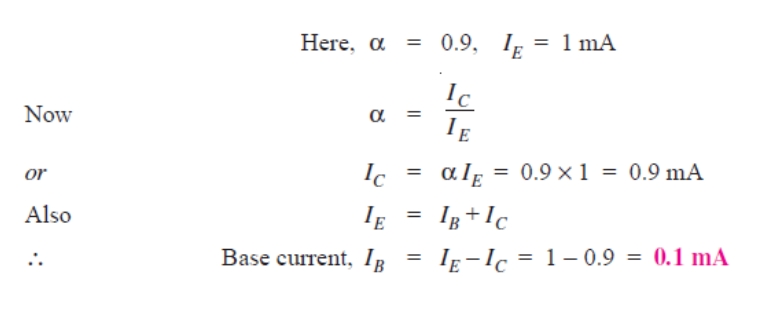 Here, α = 0.9, I_E = 1 mA
Now α = I_C / I_E
or I_C = α I_E = 0.9 × 1 = 0.9 mA
Also I_E = I_B + I_C
∴ Base current, I_B = I_E – I_C = 1 – 0.9 = 0.1 mA